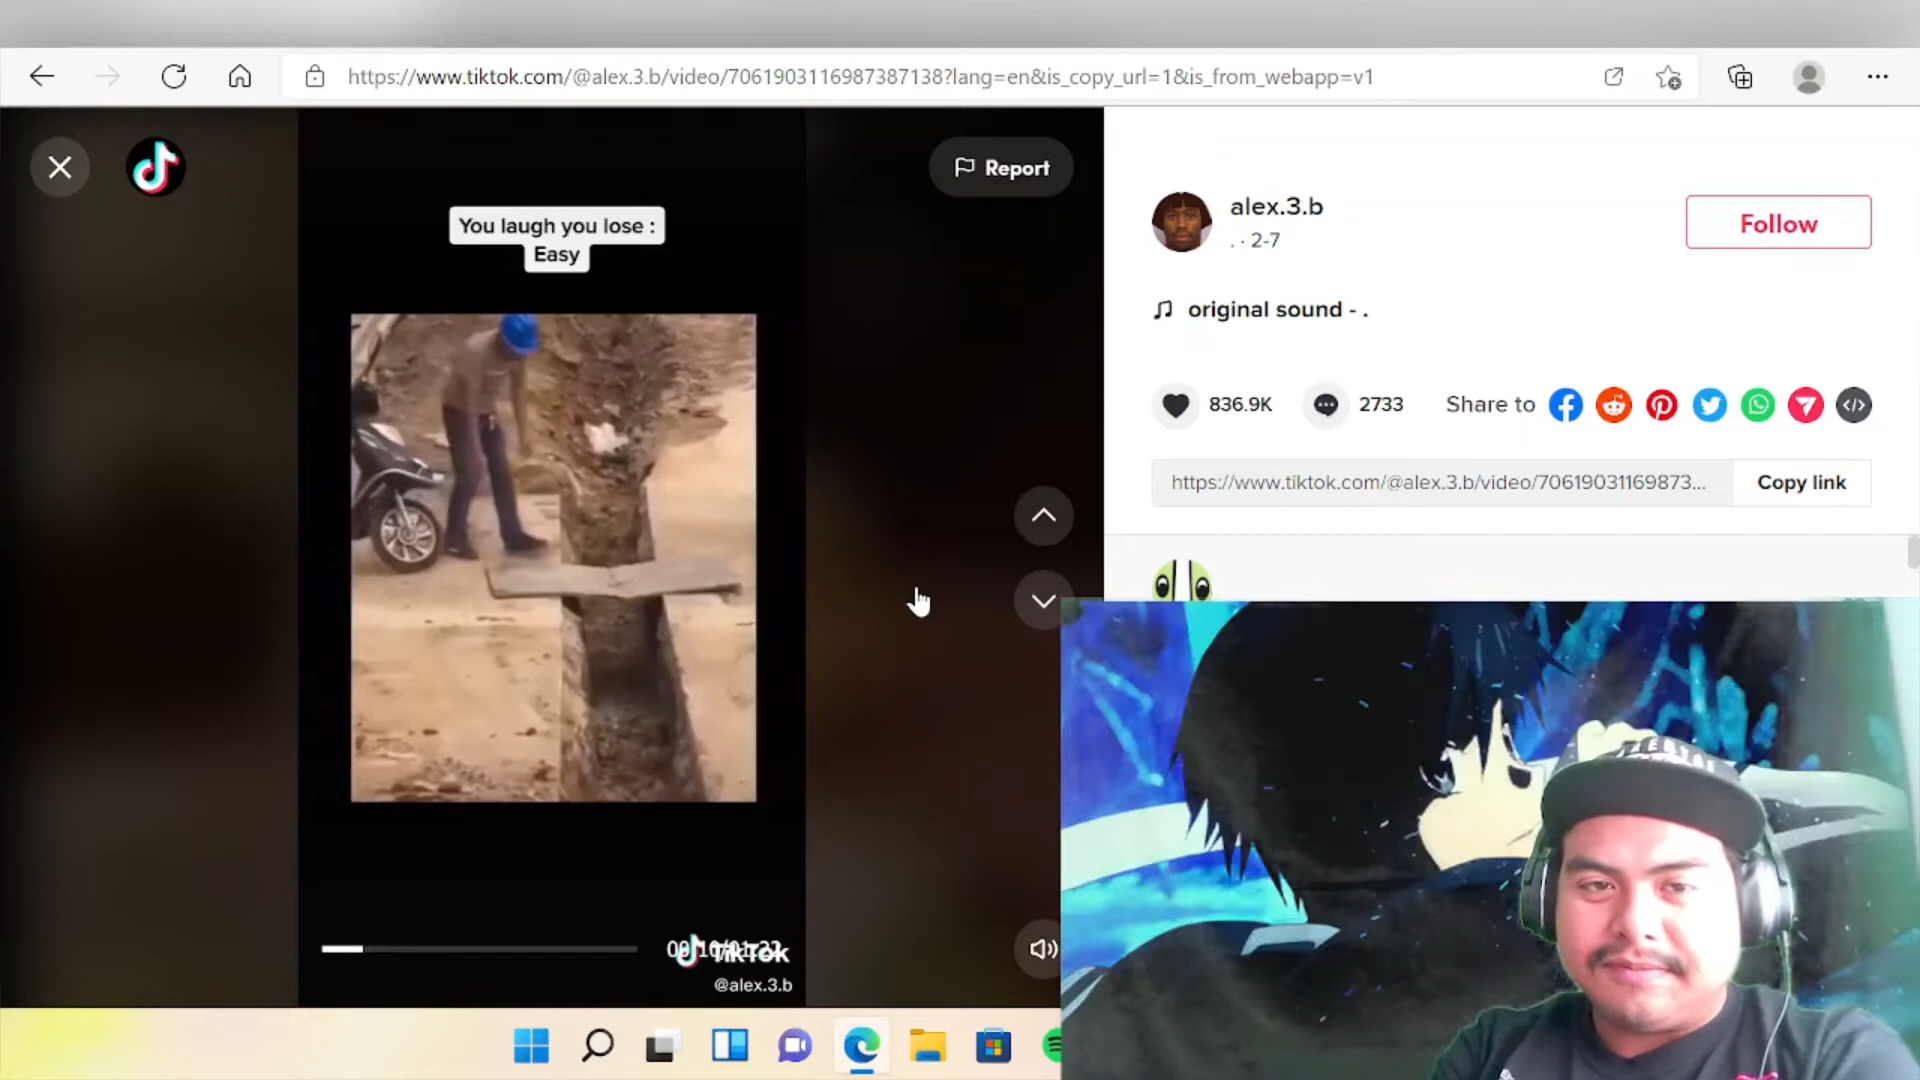 https://www.tiktok.com/@alex.3.b/video/7061903116987387138?lang=en&is_copy_url=1&is_from_webapp=v1
Report
You laugh you lose :
Easy
alex.3.b
. · 2-7
Follow
original sound - .
836.9K
2733
Share to
https://www.tiktok.com/@alex.3.b/video/70619031169873...
Copy link
TikTok
@alex.3.b